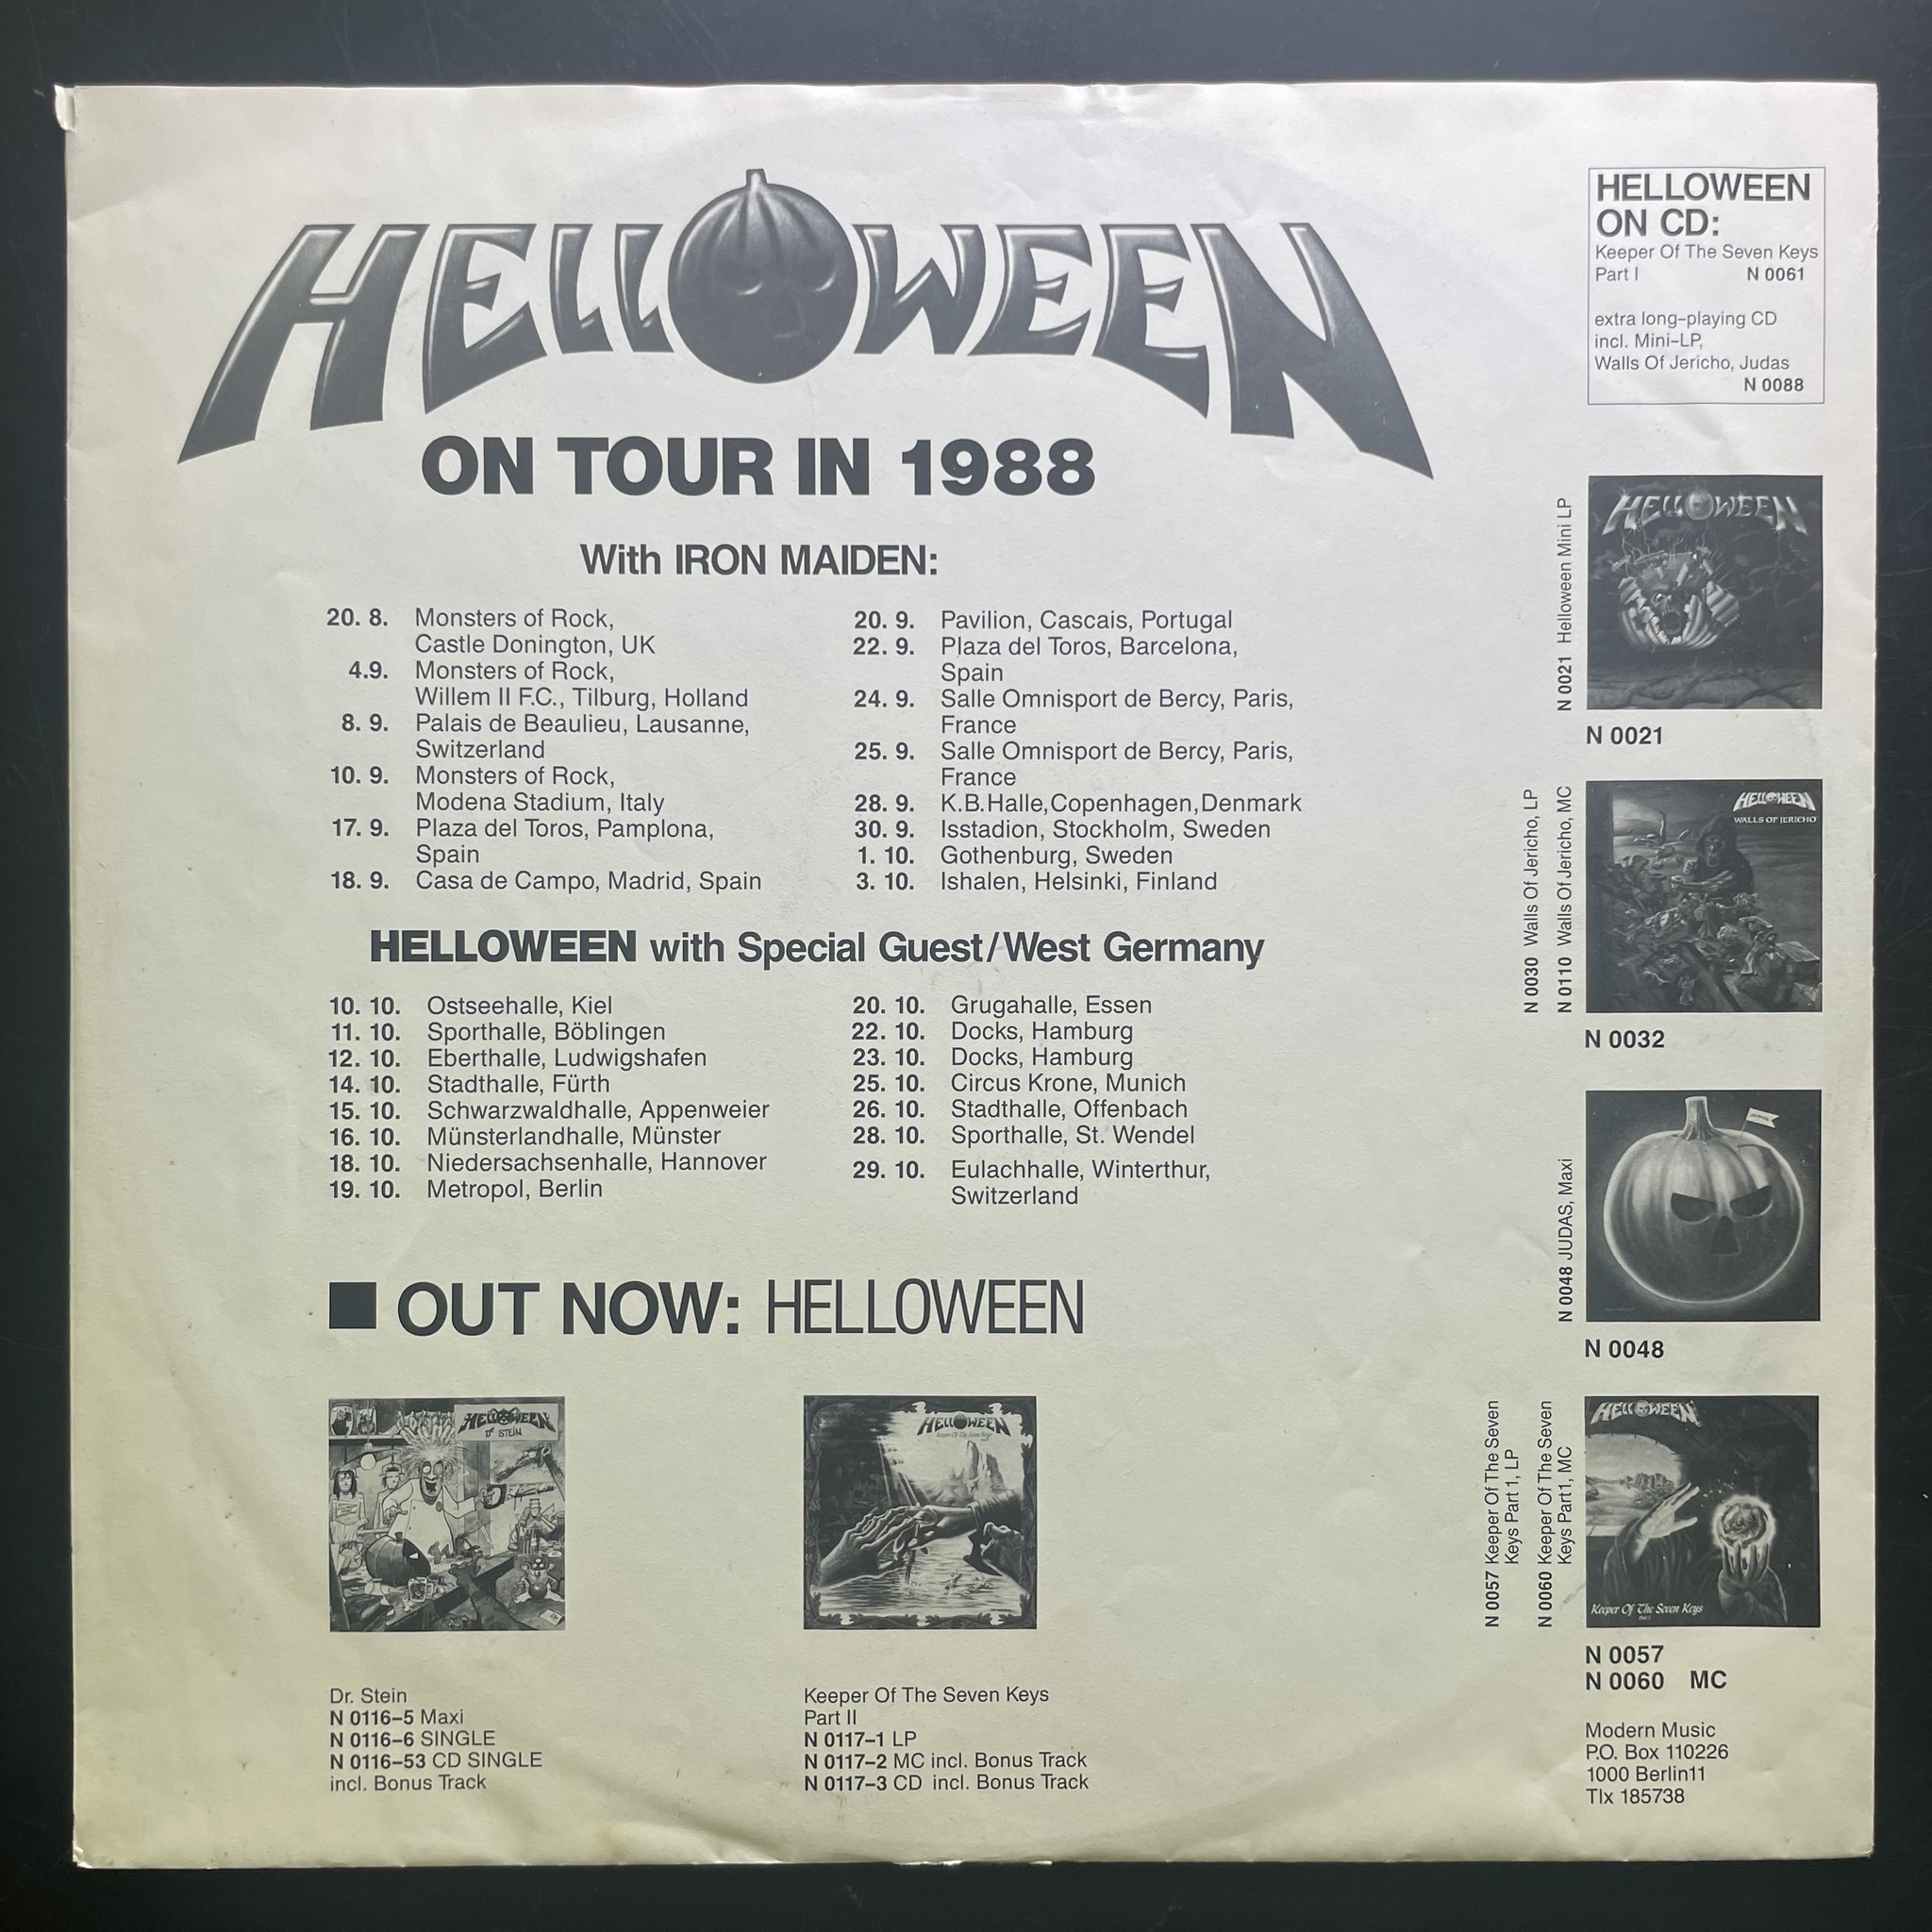 HELLOWEEN
ON TOUR IN 1988
With IRON MAIDEN:
20. 8. Monsters of Rock,
Castle Donington, UK
4.9. Monsters of Rock,
Willem II F.C., Tilburg, Holland
8. 9. Palais de Beaulieu, Lausanne,
Switzerland
10. 9. Monsters of Rock,
Modena Stadium, Italy
17. 9. Plaza del Toros, Pamplona,
Spain
18. 9. Casa de Campo, Madrid, Spain
20. 9. Pavilion, Cascais, Portugal
22. 9. Plaza del Toros, Barcelona,
Spain
24. 9. Salle Omnisport de Bercy, Paris,
France
25. 9. Salle Omnisport de Bercy, Paris,
France
28. 9. K.B.Halle, Copenhagen, Denmark
30. 9. Isstadion, Stockholm, Sweden
1. 10. Gothenburg, Sweden
3. 10. Ishalen, Helsinki, Finland
HELLOWEEN with Special Guest/West Germany
10. 10. Ostseehalle, Kiel
11. 10. Sporthalle, Böblingen
12. 10. Eberthalle, Ludwigshafen
14. 10. Stadthalle, Fürth
15. 10. Schwarzwaldhalle, Appenweier
16. 10. Münsterlandhalle, Münster
18. 10. Niedersachsenhalle, Hannover
19. 10. Metropol, Berlin
20. 10. Grugahalle, Essen
22. 10. Docks, Hamburg
23. 10. Docks, Hamburg
25. 10. Circus Krone, Munich
26. 10. Stadthalle, Offenbach
28. 10. Sporthalle, St. Wendel
29. 10. Eulachhalle, Winterthur,
Switzerland
OUT NOW: HELLOWEEN
HELLOWEEN
Dr STEIN
Dr. Stein
N 0116-5 Maxi
N 0116-6 SINGLE
N 0116-53 CD SINGLE
incl. Bonus Track
HELLOWEEN
Keeper Of The Seven Keys
Keeper Of The Seven Keys
Part II
N 0117-1 LP
N 0117-2 MC incl. Bonus Track
N 0117-3 CD incl. Bonus Track
HELLOWEEN
ON CD:
Keeper Of The Seven Keys
Part I N 0061
extra long-playing CD
incl. Mini-LP,
Walls Of Jericho, Judas
N 0088
N 0021 Helloween Mini LP
HELLOWEEN
N 0021
N 0030 Walls Of Jericho, LP
N 0110 Walls Of Jericho, MC
HELLOWEEN
WALLS OF JERICHO
N 0032
N 0048 JUDAS, Maxi
N 0048
N 0057 Keeper Of The Seven
Keys Part 1, LP
N 0060 Keeper Of The Seven
Keys Part1, MC
HELLOWEEN
Keeper Of The Seven Keys
N 0057
N 0060 MC
Modern Music
P.O. Box 110226
1000 Berlin11
Tlx 185738